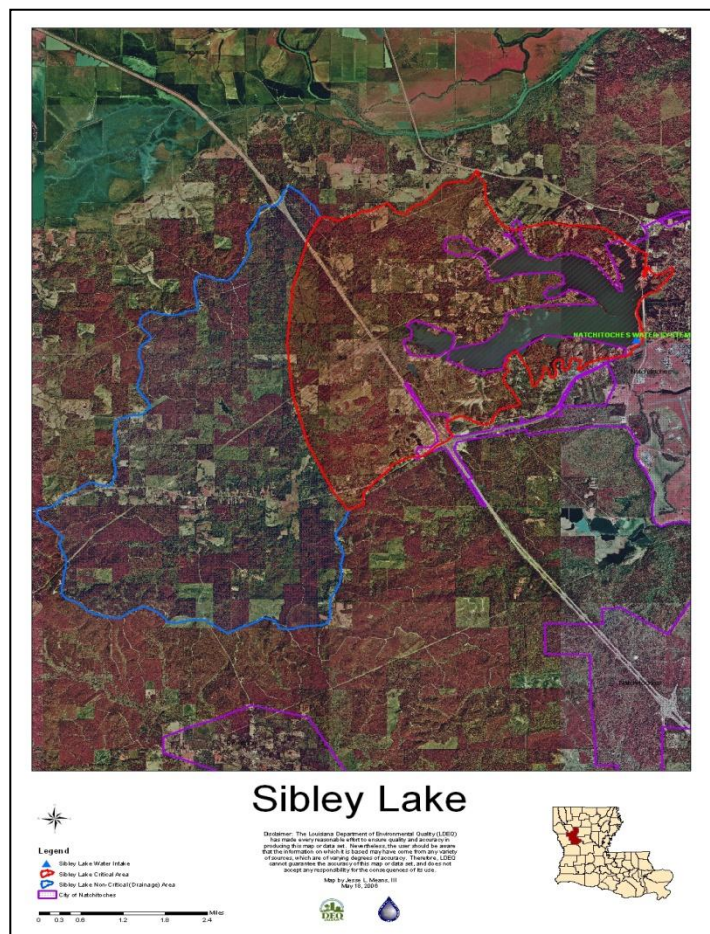 NATCHITOCHES WATER SYSTEM
Natchitoches
Natchitoches
Sibley Lake
Disclaimer: The Louisiana Department of Environmental Quality (LDEQ)
has made every reasonable effort to ensure quality and accuracy in
producing this map or data set. Nevertheless, the user should be aware
that the information on which it is based may have come from any variety
of sources, which are of varying degrees of accuracy. Therefore, LDEQ
cannot guarantee the accuracy of this map or data set, and does not
accept any responsibility for the consequences of its use.
Map by Jesse L. Means, III
May 16, 2006
Legend
Sibley Lake Water Intake
Sibley Lake Critical Area
Sibley Lake Non-Critical (Drainage) Area
City of Natchitoches
Miles
0 0.3 0.6 1.2 1.8 2.4
DEQ